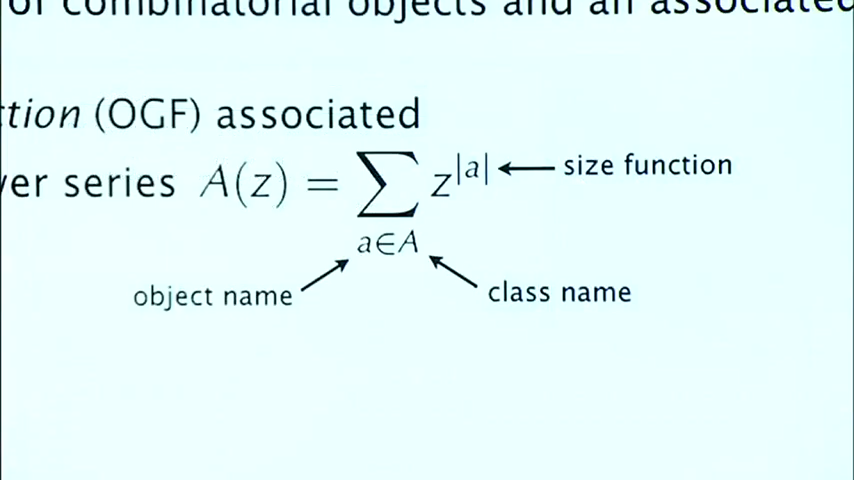 of combinatorial objects and an associated
tion (OGF) associated
er series A(z) = ∑ z^|a| size function
a∈A
object name class name